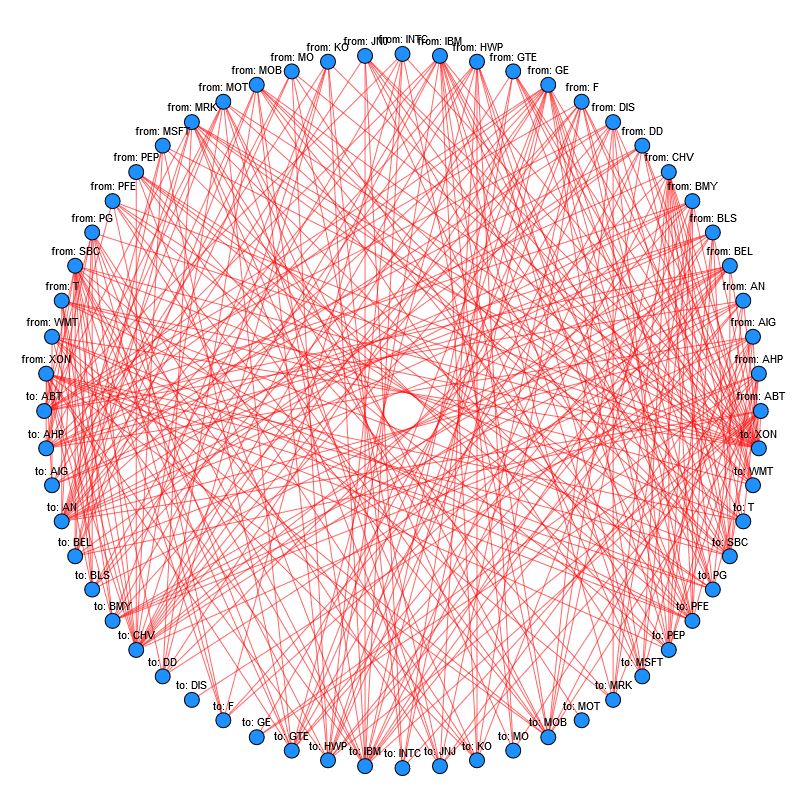 from: INTC
from: JNJ
from: IBM
from: KO
from: HWP
from: MO
from: GTE
from: MOB
from: GE
from: MOT
from: F
from: MRK
from: DIS
from: MSFT
from: DD
from: PEP
from: CHV
from: PFE
from: BMY
from: PG
from: BLS
from: SBC
from: BEL
from: T
from: AN
from: WMT
from: AIG
from: XON
from: AHP
to: ABT
from: ABT
to: AHP
to: XON
to: AIG
to: WMT
to: AN
to: T
to: BEL
to: SBC
to: BLS
to: PG
to: BMY
to: PFE
to: CHV
to: PEP
to: DD
to: MSFT
to: DIS
to: MRK
to: F
to: MOT
to: GE
to: MOB
to: GTE
to: MO
to: HWP
to: KO
to: IBM
to: JNJ
to: INTC